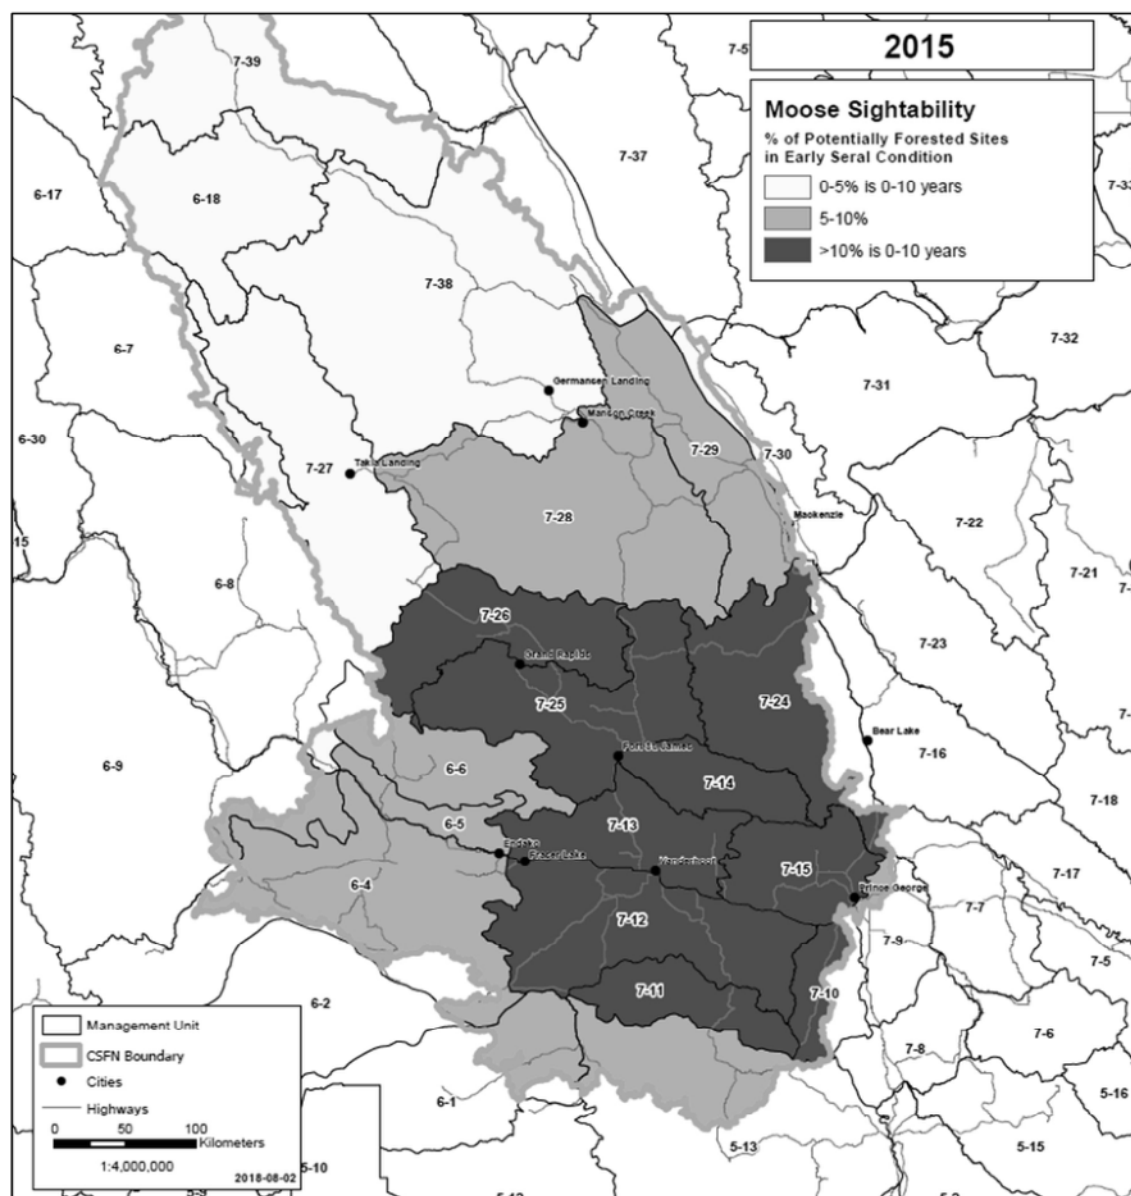 2015
Moose Sightability
% of Potentially Forested Sites
in Early Seral Condition
0-5% is 0-10 years
5-10%
>10% is 0-10 years
7-39
7-37
6-17
6-18
7-38
6-7
7-32
7-31
Germansen Landing
Manson Creek
6-30
7-27
Takla Landing
7-29
7-30
7-28
Mackenzie
7-22
15
6-8
7-21
7-26
7-23
Grand Rapids
7-25
7-24
Bear Lake
Fort St James
7-16
6-9
6-6
7-14
7-18
6-5
7-13
Endako
Fraser Lake
Vanderhoof
7-15
7-17
6-4
Prince George
7-7
7-12
7-9
7-5
7-11
7-10
6-2
7-6
7-8
6-1
5-16
5-13
5-15
5-10
Management Unit
CSFN Boundary
Cities
Highways
0 50 100
Kilometers
1:4,000,000
2018-08-02